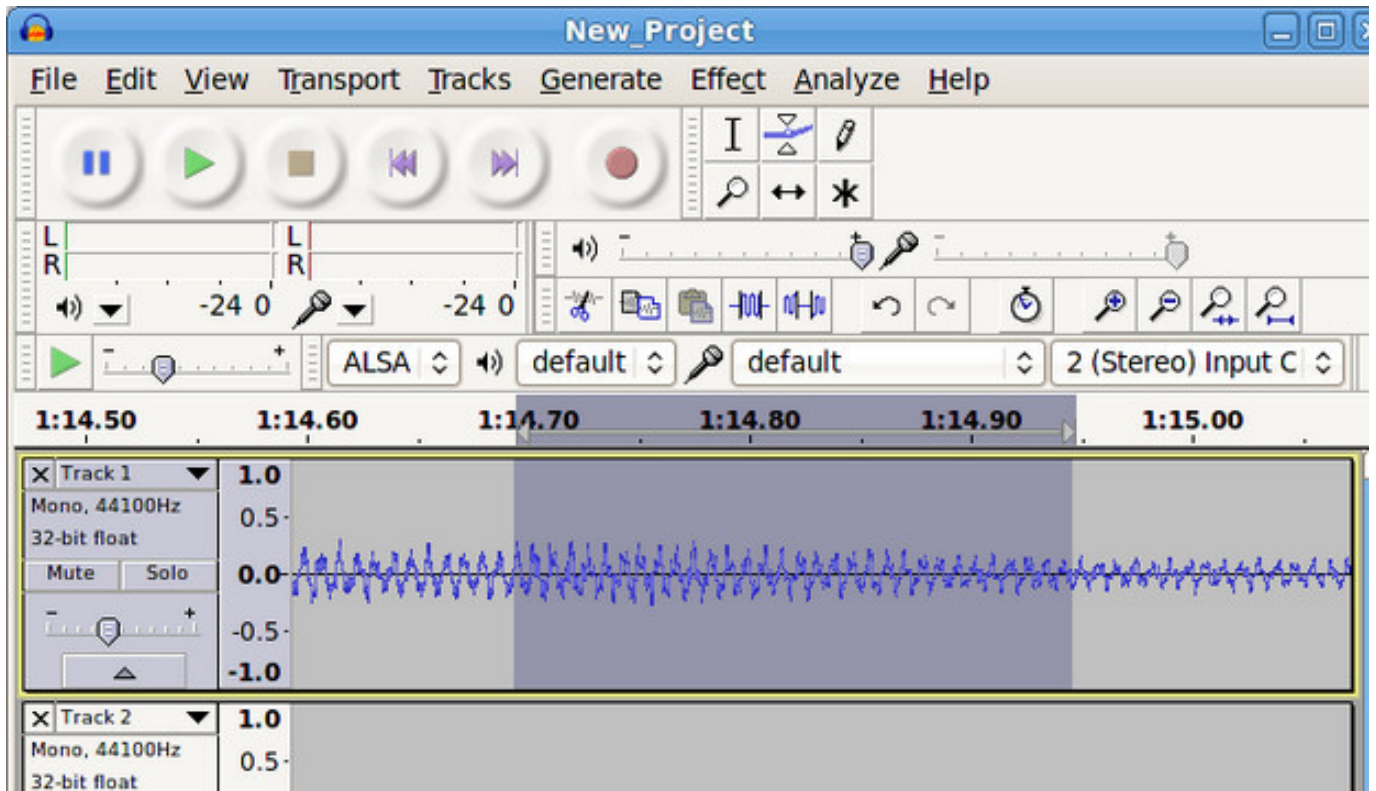 New_Project
File Edit View Transport Tracks Generate Effect Analyze Help
L L
R R
-24 0 -24 0
ALSA default default 2 (Stereo) Input C
1:14.50 1:14.60 1:14.70 1:14.80 1:14.90 1:15.00
Track 1 1.0
Mono, 44100Hz 0.5
32-bit float
Mute Solo 0.0
- + -0.5
-1.0
Track 2 1.0
Mono, 44100Hz 0.5
32-bit float